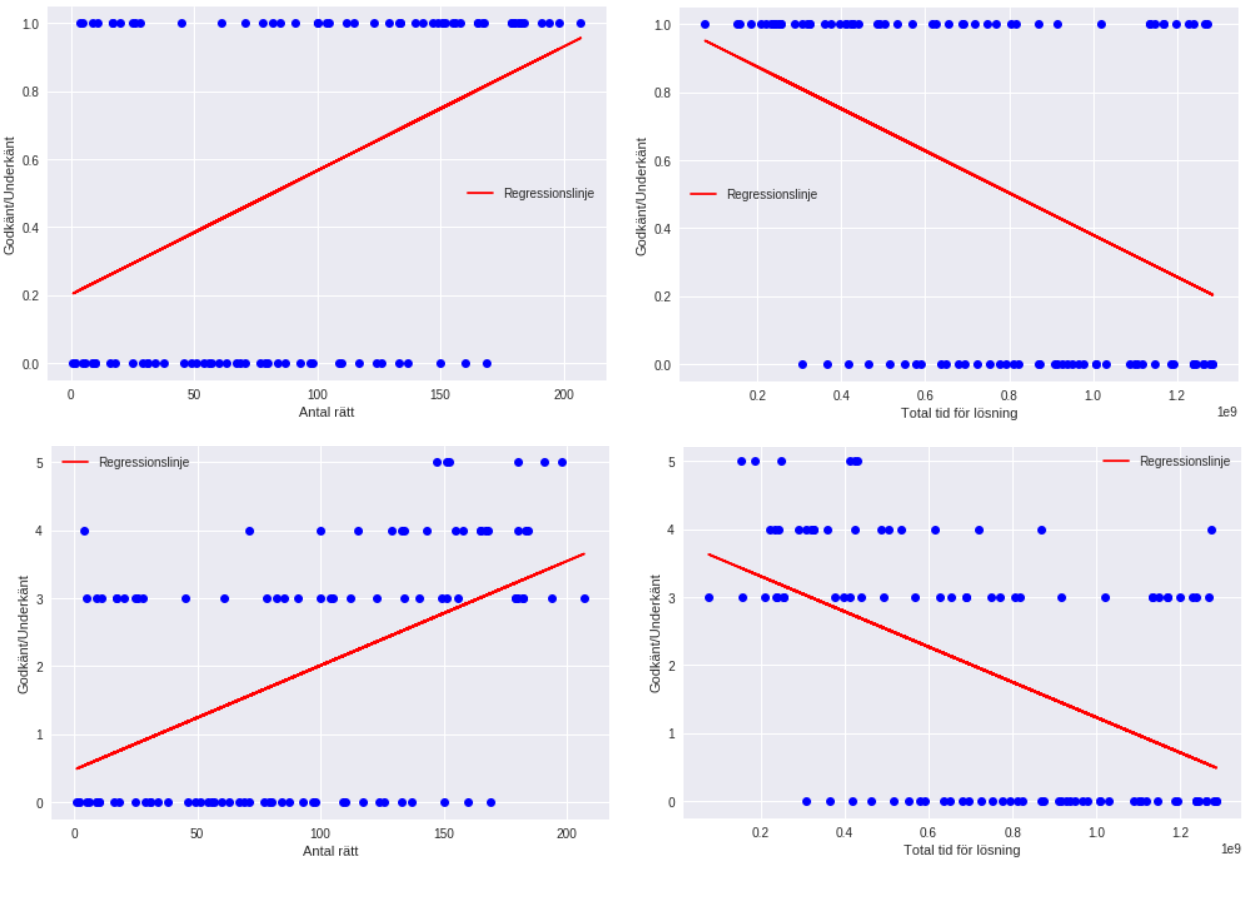 1.0
0.8
0.6
0.4
0.2
0.0
Godkänt/Underkänt
Regressionslinje
0 50 100 150 200
Antal rätt
1.0
0.8
0.6
0.4
0.2
0.0
Godkänt/Underkänt
Regressionslinje
0.2 0.4 0.6 0.8 1.0 1.2
Total tid för lösning
1e9
5
4
3
2
1
0
Godkänt/Underkänt
Regressionslinje
0 50 100 150 200
Antal rätt
5
4
3
2
1
0
Godkänt/Underkänt
Regressionslinje
0.2 0.4 0.6 0.8 1.0 1.2
Total tid för lösning
1e9